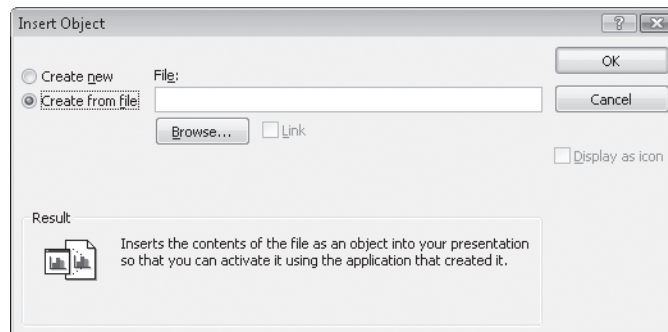 Insert Object
OK
Create new
File:
Create from file
Cancel
Browse...
Link
Display as icon
Result
Inserts the contents of the file as an object into your presentation
so that you can activate it using the application that created it.